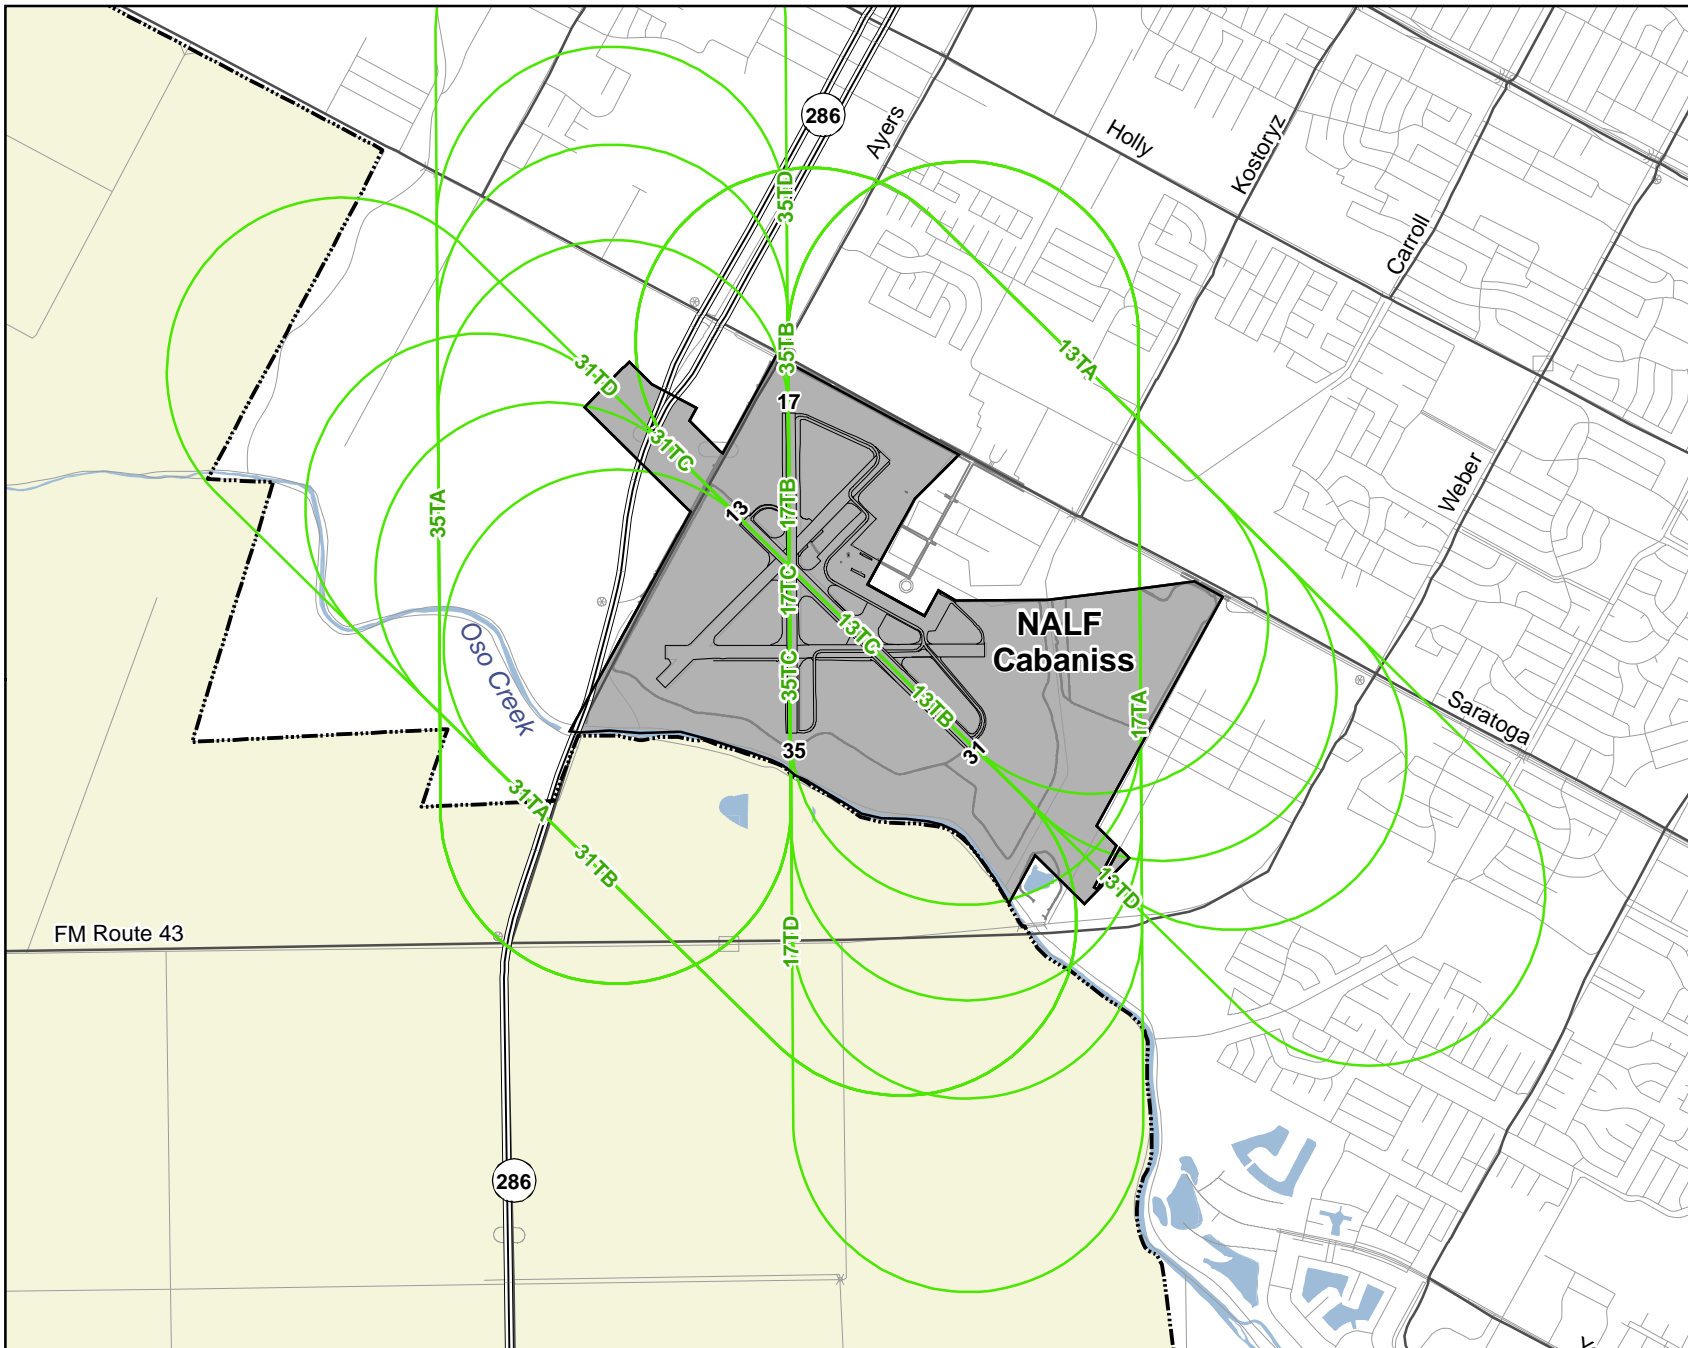 286
Ayers
Holly
Kostoryz
Carroll
35TD
35TB
13TA
31TD
17
31TC
Weber
35TA
17TB
13
17TC
13TC
NALF
Cabaniss
Oso Creek
35TC
13TB
17TA
Saratoga
35
31
31TA
31TB
13TD
17TD
FM Route 43
286